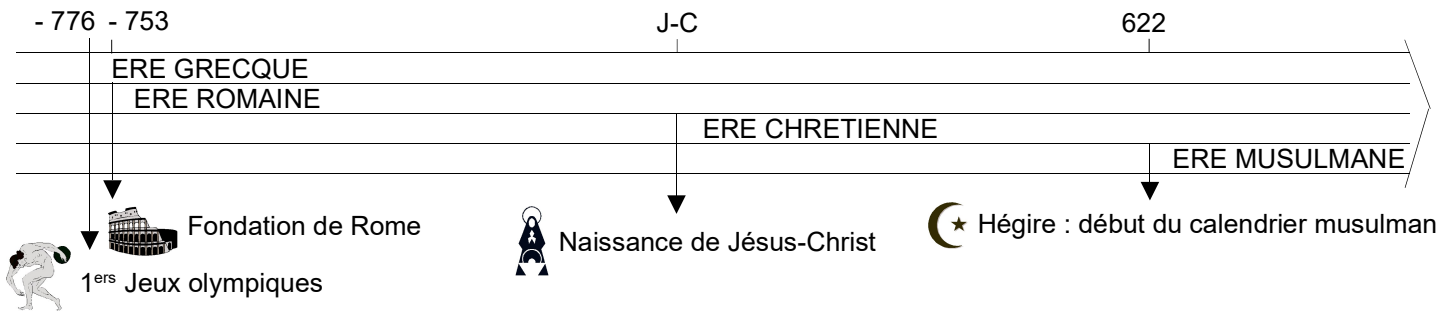 - 776 - 753 J-C 622
ERE GRECQUE
ERE ROMAINE
ERE CHRETIENNE
ERE MUSULMANE
Fondation de Rome
Naissance de Jésus-Christ
Hégire : début du calendrier musulman
1ers Jeux olympiques